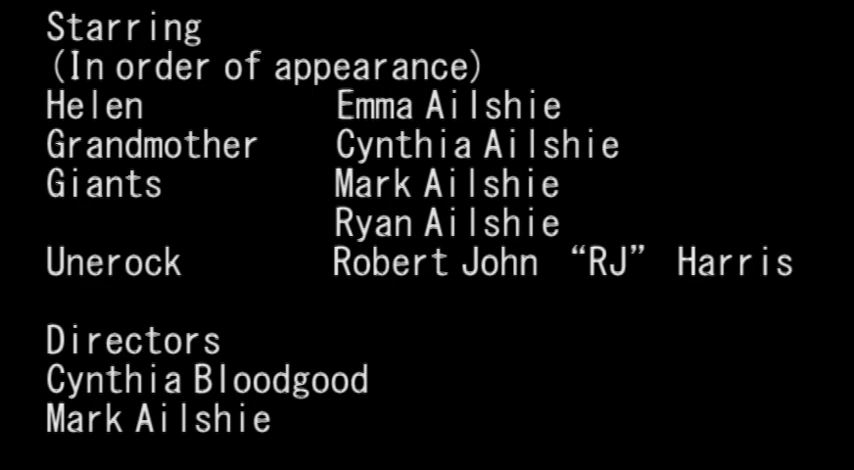 Starring
(In order of appearance)
Helen Emma Ailshie
Grandmother Cynthia Ailshie
Giants Mark Ailshie
Ryan Ailshie
Unerock Robert John “RJ” Harris
Directors
Cynthia Bloodgood
Mark Ailshie